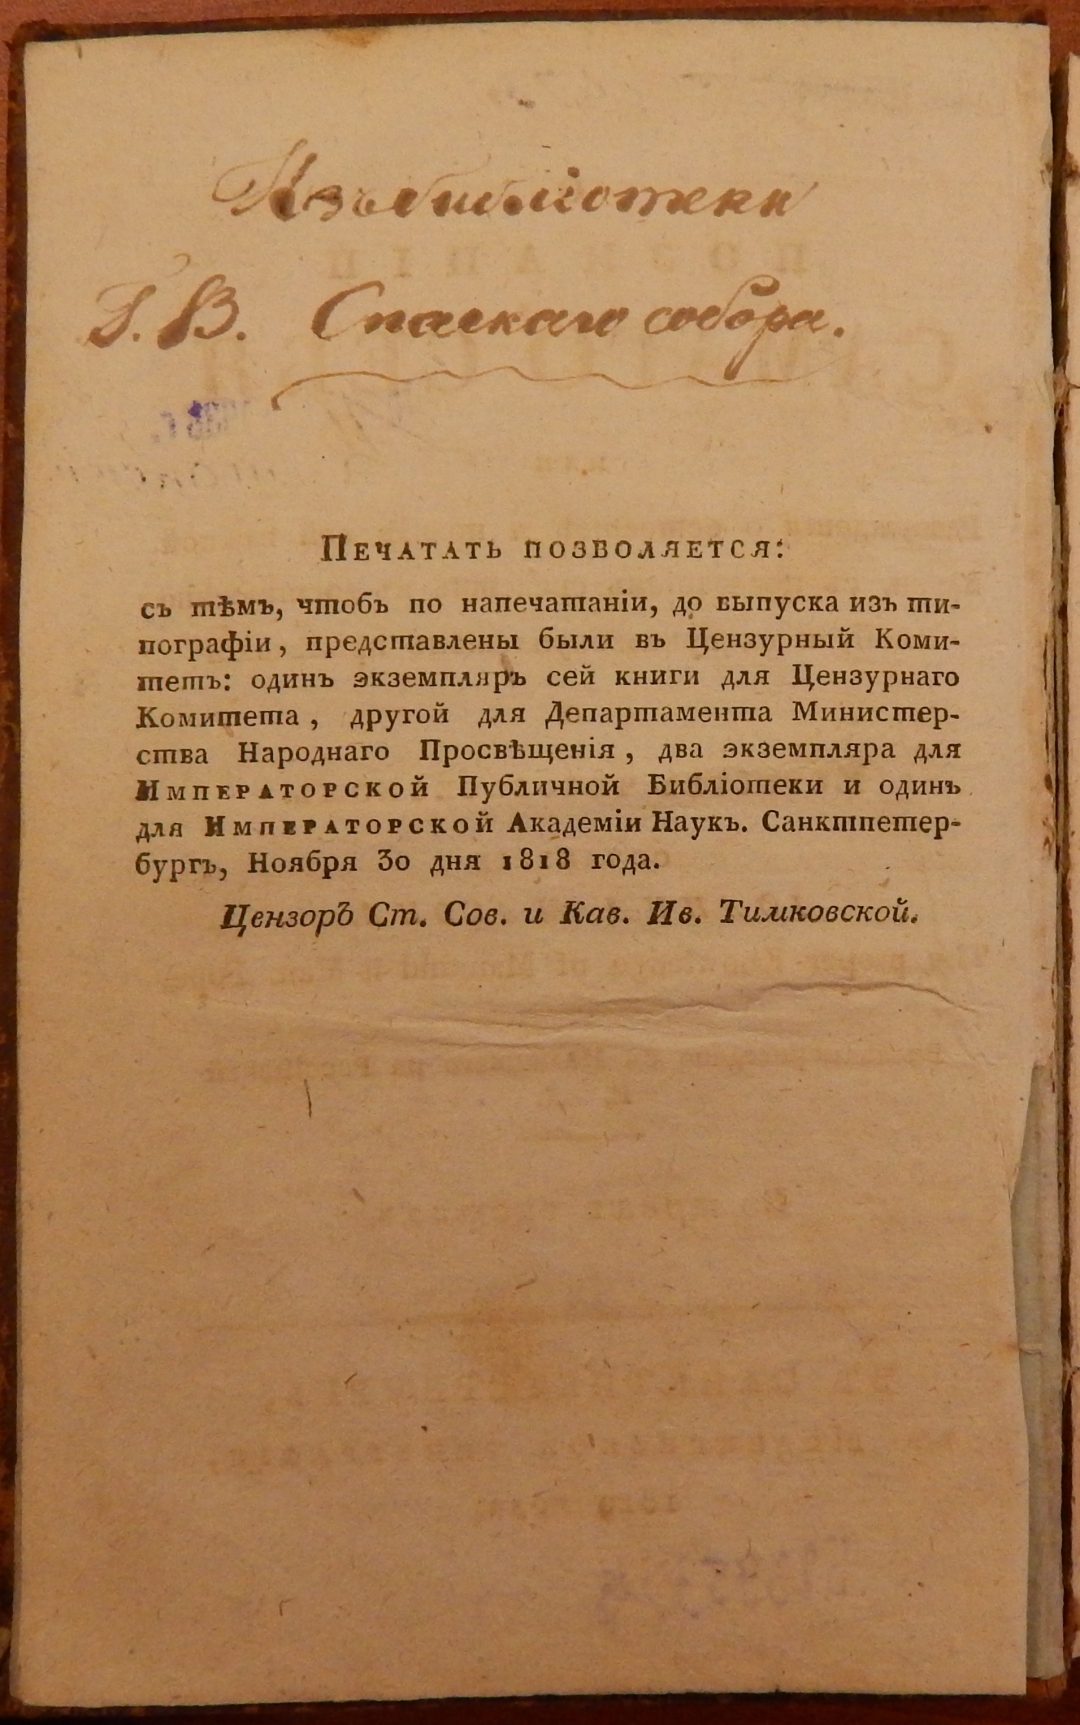 Изъ библіотеки
Г. В. Спаскаго собора.
Печатать позволяется:
съ тѣмъ, чтобъ по напечатаніи, до выпуска изъ ти-
пографіи, представлены были въ Цензурный Коми-
тетъ: одинъ экземпляръ сей книги для Цензурнаго
Комитета, другой для Департамента Министер-
ства Народнаго Просвѣщенія, два экземпляра для
Императорской Публичной Библіотеки и одинъ
для Императорской Академіи Наукъ. Санктпетер-
бургъ, Ноября 30 дня 1818 года.
Цензоръ Ст. Сов. и Кав. Ив. Тимковской.